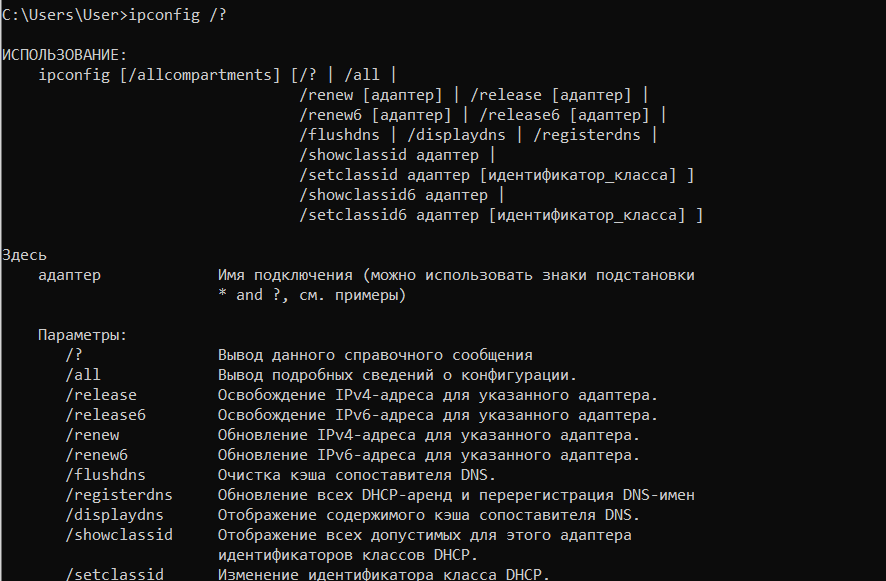 C:\Users\User>ipconfig /?
ИСПОЛЬЗОВАНИЕ:
ipconfig [/allcompartments] [/? | /all |
/renew [адаптер] | /release [адаптер] |
/renew6 [адаптер] | /release6 [адаптер] |
/flushdns | /displaydns | /registerdns |
/showclassid адаптер |
/setclassid адаптер [идентификатор_класса] ]
/showclassid6 адаптер |
/setclassid6 адаптер [идентификатор_класса] ]
Здесь
адаптер Имя подключения (можно использовать знаки подстановки
* and ?, см. примеры)
Параметры:
/? Вывод данного справочного сообщения
/all Вывод подробных сведений о конфигурации.
/release Освобождение IPv4-адреса для указанного адаптера.
/release6 Освобождение IPv6-адреса для указанного адаптера.
/renew Обновление IPv4-адреса для указанного адаптера.
/renew6 Обновление IPv6-адреса для указанного адаптера.
/flushdns Очистка кэша сопоставителя DNS.
/registerdns Обновление всех DHCP-аренд и перерегистрация DNS-имен
/displaydns Отображение содержимого кэша сопоставителя DNS.
/showclassid Отображение всех допустимых для этого адаптера
идентификаторов классов DHCP.
/setclassid Изменение идентификатора класса DHCP.